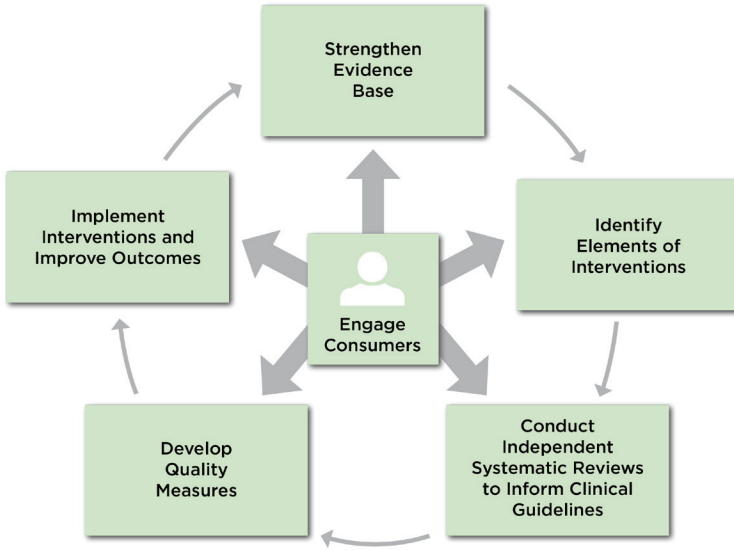 Strengthen
Evidence
Base
Identify
Elements of
Interventions
Conduct
Independent
Systematic Reviews
to Inform Clinical
Guidelines
Develop
Quality
Measures
Implement
Interventions and
Improve Outcomes
Engage
Consumers